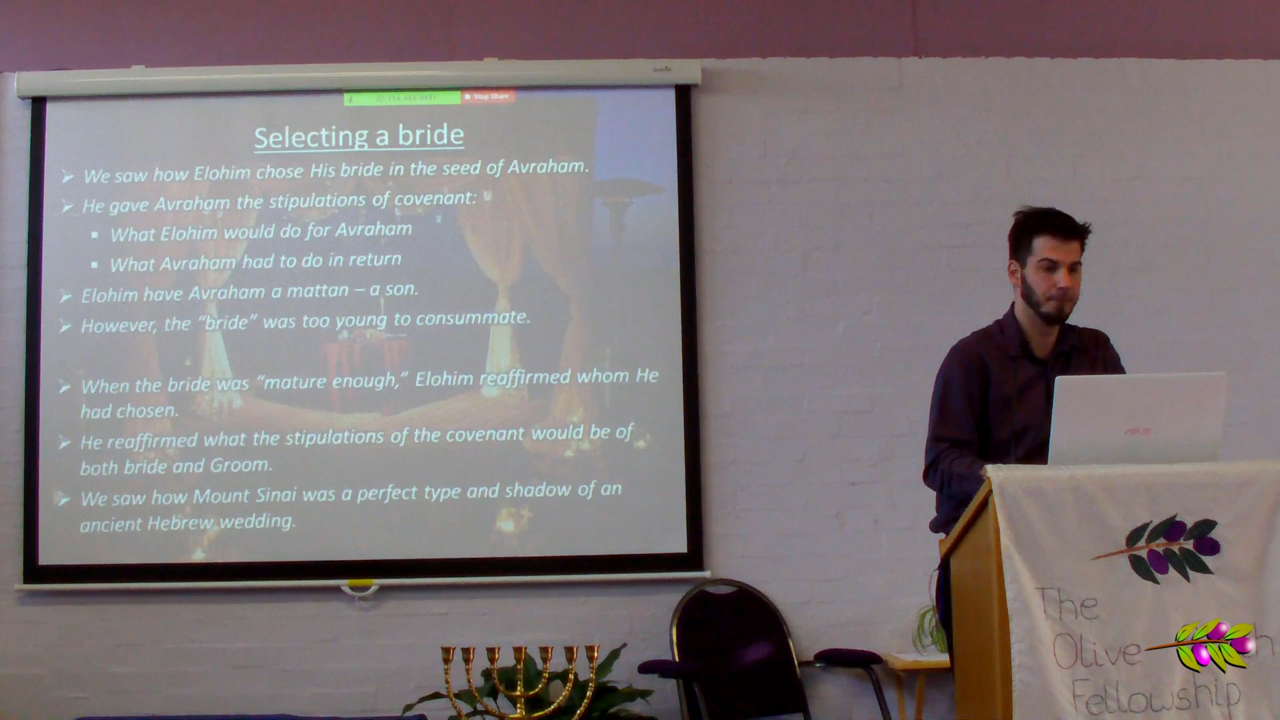 Stop Share
Selecting a bride
We saw how Elohim chose His bride in the seed of Avraham.
He gave Avraham the stipulations of covenant:
What Elohim would do for Avraham
What Avraham had to do in return
Elohim have Avraham a mattan – a son.
However, the “bride” was too young to consummate.
When the bride was “mature enough,” Elohim reaffirmed whom He
had chosen.
He reaffirmed what the stipulations of the covenant would be of
both bride and Groom.
We saw how Mount Sinai was a perfect type and shadow of an
ancient Hebrew wedding.
ASUS
The
Olive
Fellowship